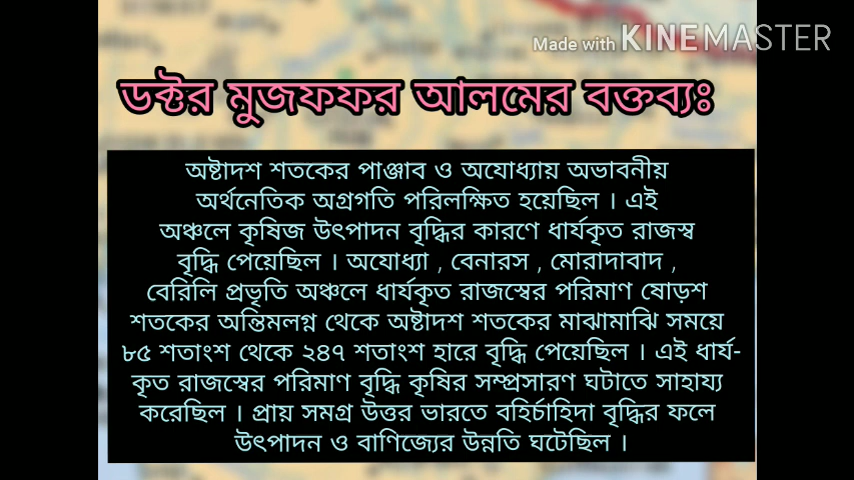 Made with KINEMASTER
ডক্টর মুজফফর আলমের বক্তব্যঃ
অষ্টাদশ শতকের পাঞ্জাব ও অযোধ্যায় অভাবনীয়
অর্থনেতিক অগ্রগতি পরিলক্ষিত হয়েছিল । এই
অঞ্চলে কৃষিজ উৎপাদন বৃদ্ধির কারণে ধার্যকৃত রাজস্ব
বৃদ্ধি পেয়েছিল । অযোধ্যা , বেনারস , মোরাদাবাদ ,
বেরিলি প্রভৃতি অঞ্চলে ধার্যকৃত রাজস্বের পরিমাণ ষোড়শ
শতকের অন্তিমলগ্ন থেকে অষ্টাদশ শতকের মাঝামাঝি সময়ে
৮৫ শতাংশ থেকে ২৪৭ শতাংশ হারে বৃদ্ধি পেয়েছিল । এই ধার্য-
কৃত রাজস্বের পরিমাণ বৃদ্ধি কৃষির সম্প্রসারণ ঘটাতে সাহায্য
করেছিল । প্রায় সমগ্র উত্তর ভারতে বহির্চাহিদা বৃদ্ধির ফলে
উৎপাদন ও বাণিজ্যের উন্নতি ঘটেছিল ।